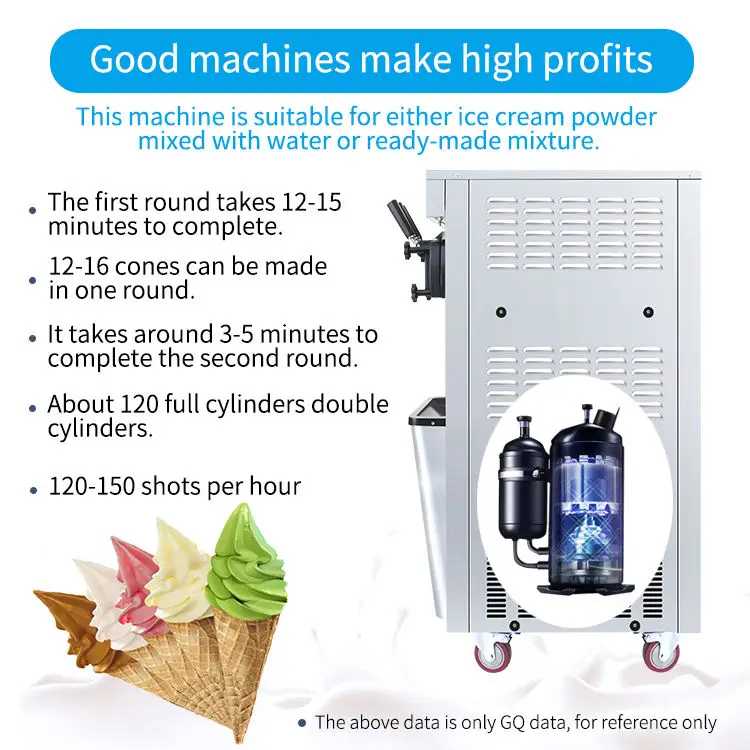 Good machines make high profits
This machine is suitable for either ice cream powder
mixed with water or ready-made mixture.
• The first round takes 12-15
minutes to complete.
• 12-16 cones can be made
in one round.
• It takes around 3-5 minutes to
complete the second round.
• About 120 full cylinders double
cylinders.
• 120-150 shots per hour
• The above data is only GQ data, for reference only